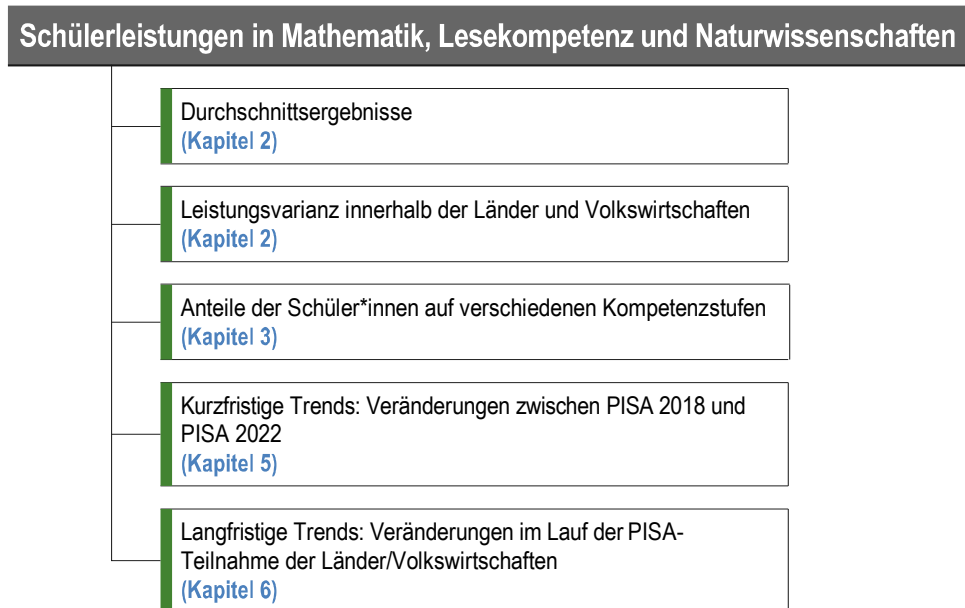 Schülerleistungen in Mathematik, Lesekompetenz und Naturwissenschaften
Durchschnittsergebnisse
(Kapitel 2)
Leistungsvarianz innerhalb der Länder und Volkswirtschaften
(Kapitel 2)
Anteile der Schüler*innen auf verschiedenen Kompetenzstufen
(Kapitel 3)
Kurzfristige Trends: Veränderungen zwischen PISA 2018 und
PISA 2022
(Kapitel 5)
Langfristige Trends: Veränderungen im Lauf der PISA-
Teilnahme der Länder/Volkswirtschaften
(Kapitel 6)